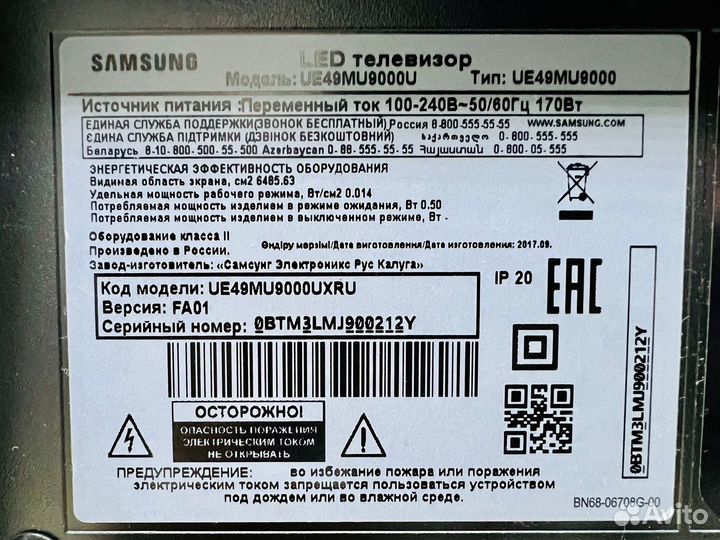 SAMSUNG
LED телевизор
Модель: UE49MU9000U Тип: UE49MU9000
Источник питания :Переменный ток 100-240В~50/60Гц 170Вт
ЕДИНАЯ СЛУЖБА ПОДДЕРЖКИ(ЗВОНОК БЕСПЛАТНЫЙ) Россия 8-800-555-55-55 WWW.SAMSUNG.COM
ЄДИНА СЛУЖБА ПІДТРИМКИ (ДЗВІНОК БЕЗКОШТОВНИЙ) საქართველო 0-800-555-555
Беларусь 8-10-800-500-55-500 Azərbaycan 0-88-555-55-55 Հայաստան 0-800-05-555
ЭНЕРГЕТИЧЕСКАЯ ЭФФЕКТИВНОСТЬ ОБОРУДОВАНИЯ
Видимая область экрана, см2 6485.63
Удельная мощность рабочего режима, Вт/см2 0.014
Потребляемая мощность изделием в режиме ожидания, Вт 0.50
Потребляемая мощность изделием в выключенном режиме, Вт -
Оборудование класса II
Өндіру мерзімі/Дата виготовлення/Дата изготовления: 2017.09.
Произведено в России.
Завод-изготовитель: «Самсунг Электроникс Рус Калуга»
Код модели: UE49MU9000UXRU
Версия: FA01
Серийный номер: 0BTM3LMJ900212Y
IP 20
EAC
0BTM3LMJ900212Y
ОСТОРОЖНО!
ОПАСНОСТЬ ПОРАЖЕНИЯ
ЭЛЕКТРИЧЕСКИМ ТОКОМ
НЕ ОТКРЫВАТЬ
ПРЕДУПРЕЖДЕНИЕ: во избежание пожара или поражения
электрическим током запрещается пользоваться устройством
под дождем или во влажной среде.
BN68-06708G-00
Avito